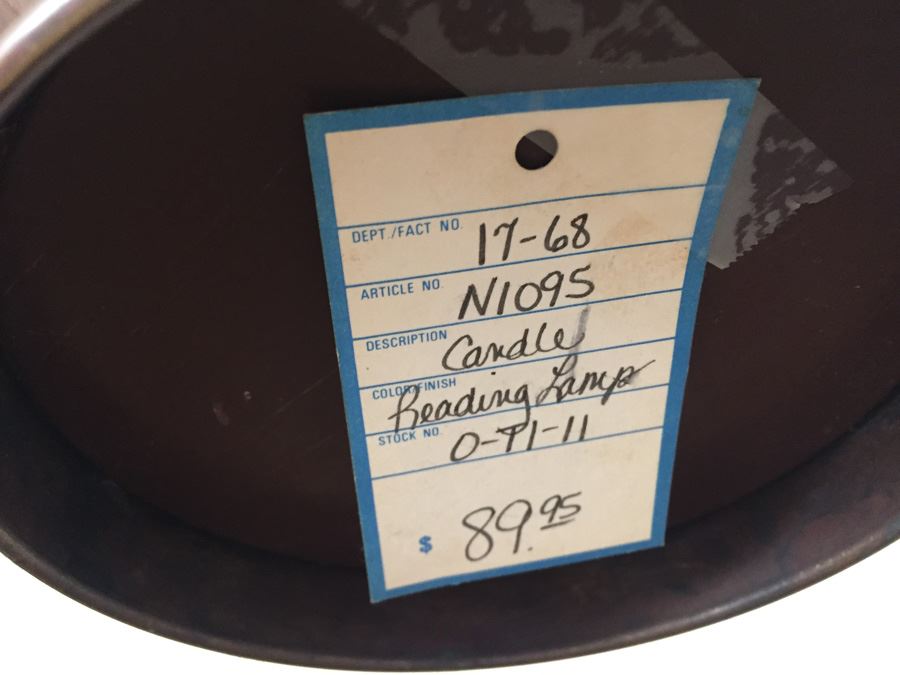 DEPT./FACT NO. 17-68
ARTICLE NO. N1095
DESCRIPTION Candle
COLOR/FINISH Reading Lamp
STOCK NO. 0-91-11
$ 89.95